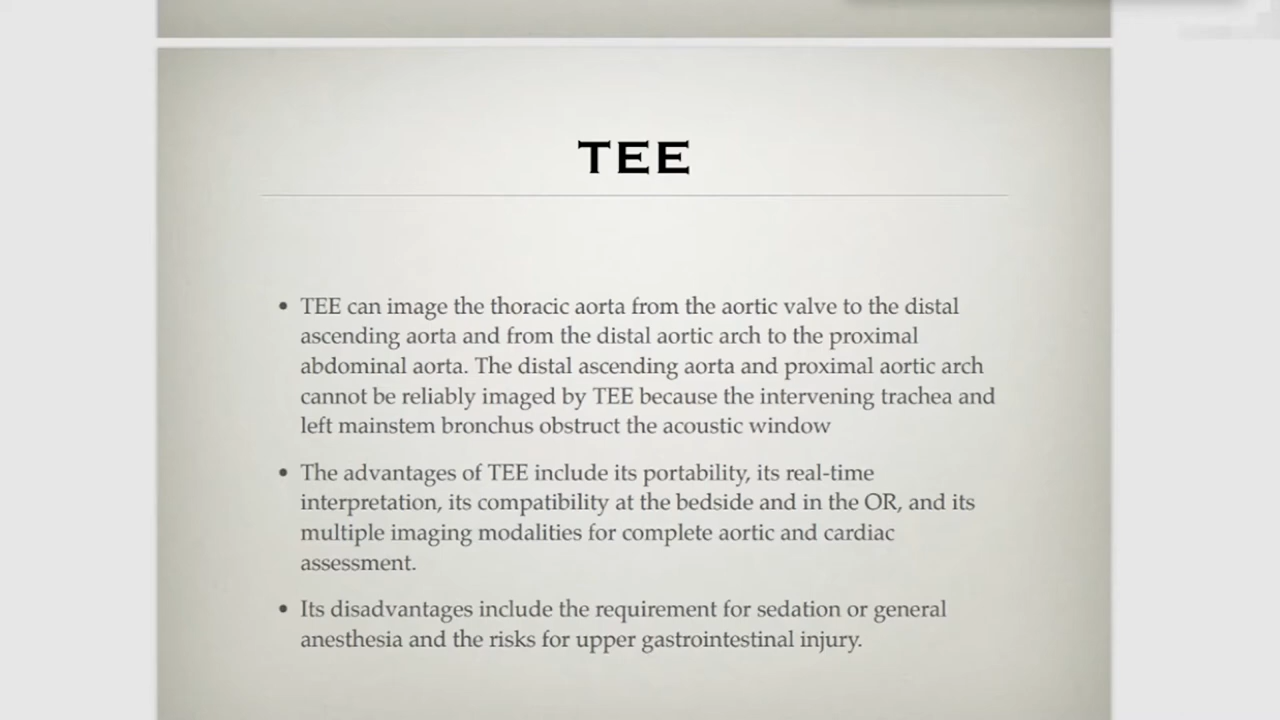 TEE
• TEE can image the thoracic aorta from the aortic valve to the distal
ascending aorta and from the distal aortic arch to the proximal
abdominal aorta. The distal ascending aorta and proximal aortic arch
cannot be reliably imaged by TEE because the intervening trachea and
left mainstem bronchus obstruct the acoustic window
• The advantages of TEE include its portability, its real-time
interpretation, its compatibility at the bedside and in the OR, and its
multiple imaging modalities for complete aortic and cardiac
assessment.
• Its disadvantages include the requirement for sedation or general
anesthesia and the risks for upper gastrointestinal injury.